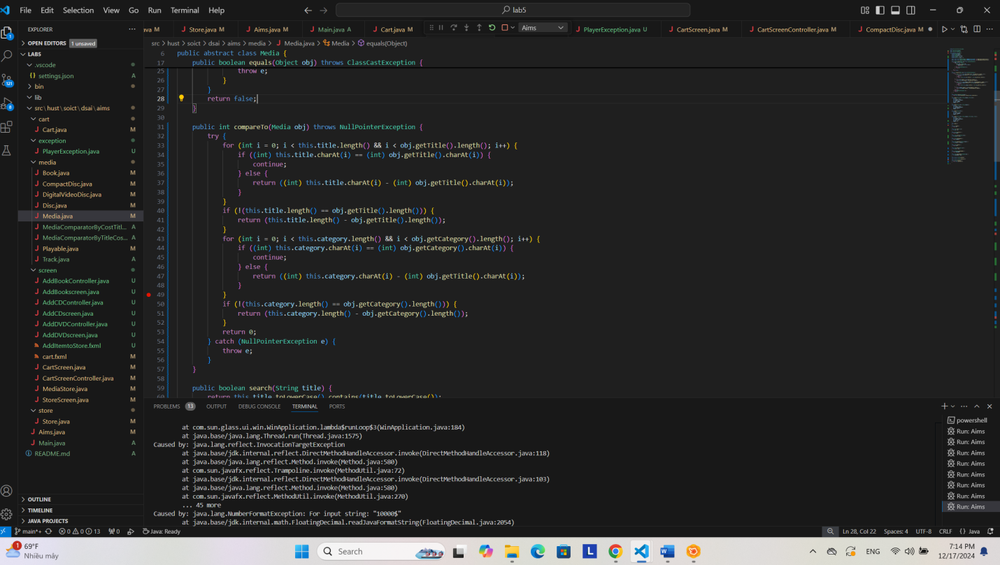 File Edit Selection View Go Run Terminal Help
lab5
EXPLORER
OPEN EDITORS 1 unsaved
LAB5
.vscode
settings.json A
bin
lib
src\hust\soict\dsai\aims
cart
Cart.java M
exception
PlayerException.java U
media
Book.java M
CompactDisc.java M
DigitalVideoDisc.java M
Disc.java M
Media.java M
MediaComparatorByCostTitl... A
MediaComparatorByTitleCos... A
Playable.java M
Track.java A
screen
AddBookController.java U
AddBookscreen.java U
AddCDController.java U
AddCDscreen.java U
AddDVDController.java U
AddDVDscreen.java U
AddItemtoStore.fxml U
cart.fxml M
CartScreen.java M
CartScreenController.java M
MediaStore.java M
StoreScreen.java M
store
Store.java M
Aims.java M
Main.java A
README.md A
OUTLINE
TIMELINE
JAVA PROJECTS
ava M Store.java M Aims.java M Main.java A Cart.java M Aims PlayerException.java U CartScreen.java M CartScreenController.java M CompactDisc.java M
src > hust > soict > dsai > aims > media > Media.java > Media > equals(Object)
6 public abstract class Media {
17 public boolean equals(Object obj) throws ClassCastException {
25 throw e;
26 }
27 }
28 return false;
29 }
30
31 public int compareTo(Media obj) throws NullPointerException {
32 try {
33 for (int i = 0; i < this.title.length() && i < obj.getTitle().length(); i++) {
34 if ((int) this.title.charAt(i) == (int) obj.getTitle().charAt(i)) {
35 continue;
36 } else {
37 return ((int) this.title.charAt(i) - (int) obj.getTitle().charAt(i));
38 }
39 }
40 if (!(this.title.length() == obj.getTitle().length())) {
41 return (this.title.length() - obj.getTitle().length());
42 }
43 for (int i = 0; i < this.category.length() && i < obj.getCategory().length(); i++) {
44 if ((int) this.category.charAt(i) == (int) obj.getCategory().charAt(i)) {
45 continue;
46 } else {
47 return ((int) this.category.charAt(i) - (int) obj.getTitle().charAt(i));
48 }
49 }
50 if (!(this.category.length() == obj.getCategory().length())) {
51 return (this.category.length() - obj.getCategory().length());
52 }
53 return 0;
54 } catch (NullPointerException e) {
55 throw e;
56 }
57 }
58
59 public boolean search(String title) {
60 return this.title.toLowerCase().contains(title.toLowerCase());
PROBLEMS 13 OUTPUT DEBUG CONSOLE TERMINAL PORTS
at com.sun.glass.ui.win.WinApplication.lambda$runLoop$3(WinApplication.java:184)
at java.base/java.lang.Thread.run(Thread.java:1575)
Caused by: java.lang.reflect.InvocationTargetException
at java.base/jdk.internal.reflect.DirectMethodHandleAccessor.invoke(DirectMethodHandleAccessor.java:118)
at java.base/java.lang.reflect.Method.invoke(Method.java:580)
at com.sun.javafx.reflect.Trampoline.invoke(MethodUtil.java:72)
at java.base/jdk.internal.reflect.DirectMethodHandleAccessor.invoke(DirectMethodHandleAccessor.java:103)
at java.base/java.lang.reflect.Method.invoke(Method.java:580)
at com.sun.javafx.reflect.MethodUtil.invoke(MethodUtil.java:270)
... 45 more
Caused by: java.lang.NumberFormatException: For input string: "10000$"
at java.base/jdk.internal.math.FloatingDecimal.readJavaFormatString(FloatingDecimal.java:2054)
powershell
Run: Aims
Run: Aims
Run: Aims
Run: Aims
Run: Aims
Run: Aims
Run: Aims
Run: Aims
main*+ 0 0 13 0 Java: Ready Ln 28, Col 22 Spaces: 4 UTF-8 CRLF {} Java
1
69°F
Nhiều mây
Search
L
W
ENG
7:14 PM
12/17/2024